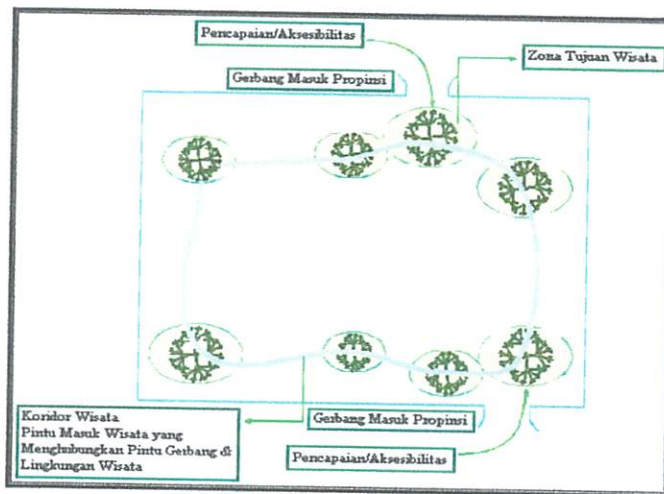 Pencapaian/Aksesibilitas
Zona Tujuan Wisata
Gerbang Masuk Propinsi
Koridor Wisata
Pintu Masuk Wisata yang
Menghubungkan Pintu Gerbang di
Lingkungan Wisata
Gerbang Masuk Propinsi
Pencapaian/Aksesibilitas